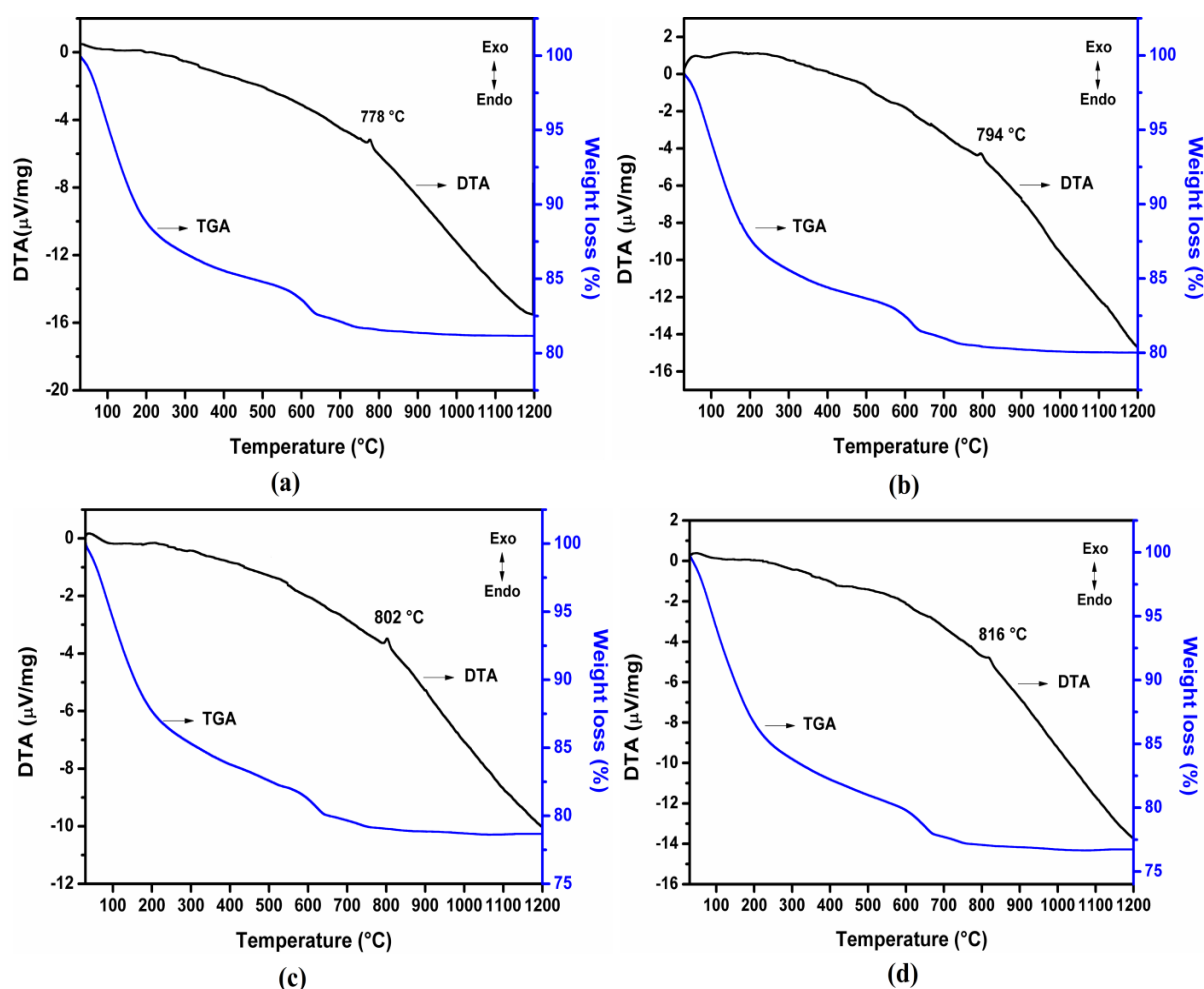 0
-4
-8
-12
-16
-20
DTA(μV/mg)
778 °C
Exo
Endo
DTA
TGA
100
95
90
85
80
Weight loss (%)
100 200 300 400 500 600 700 800 900 1000 1100 1200
Temperature (°C)
(a)
2
0
-2
-4
-6
-8
-10
-12
-14
-16
DTA (μV/mg)
794 °C
Exo
Endo
DTA
TGA
100
95
90
85
80
Weight loss (%)
100 200 300 400 500 600 700 800 900 1000 1100 1200
Temperature (°C)
(b)
0
-2
-4
-6
-8
-10
-12
DTA (μV/mg)
802 °C
Exo
Endo
DTA
TGA
100
95
90
85
80
75
Weight loss (%)
100 200 300 400 500 600 700 800 900 1000 1100 1200
Temperature (°C)
(c)
2
0
-2
-4
-6
-8
-10
-12
-14
-16
DTA (μV/mg)
816 °C
Exo
Endo
DTA
TGA
100
95
90
85
80
75
Weight loss (%)
100 200 300 400 500 600 700 800 900 1000 1100 1200
Temperature (°C)
(d)